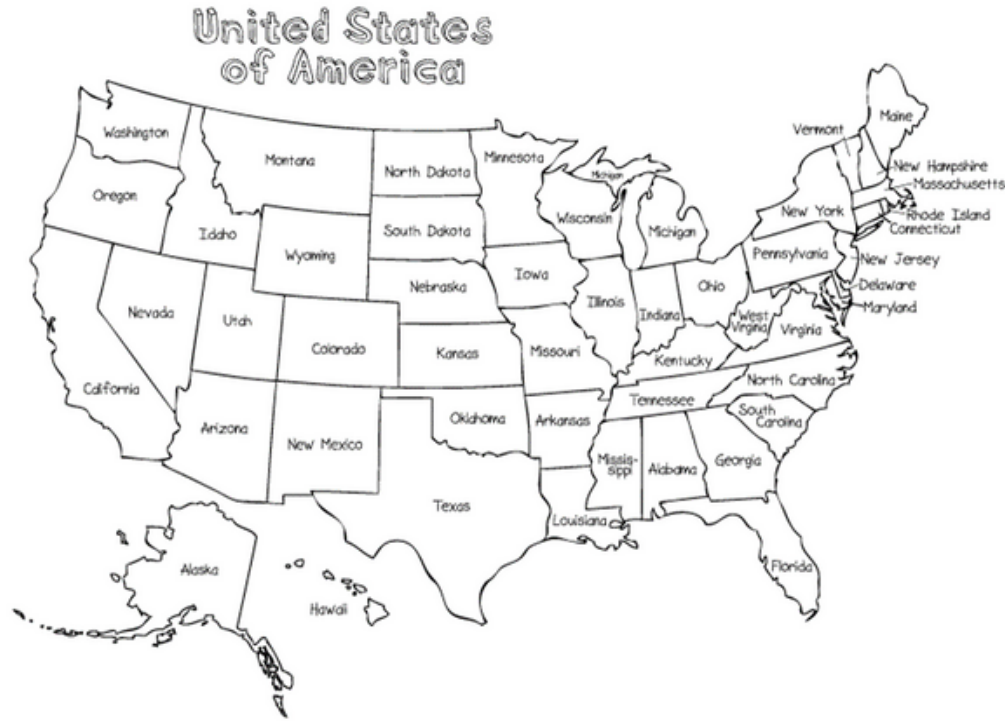 United States
of America
Washington
Oregon
California
Nevada
Idaho
Montana
Wyoming
Utah
Colorado
Arizona
New Mexico
North Dakota
South Dakota
Nebraska
Kansas
Oklahoma
Texas
Minnesota
Iowa
Missouri
Arkansas
Louisiana
Wisconsin
Illinois
Michigan
Michigan
Indiana
Ohio
Kentucky
Tennessee
Missis-
sippi
Alabama
Georgia
Florida
South
Carolina
North Carolina
Virginia
West
Virginia
Pennsylvania
New York
Vermont
Maine
New Hampshire
Massachusetts
Rhode Island
Connecticut
New Jersey
Delaware
Maryland
Alaska
Hawaii